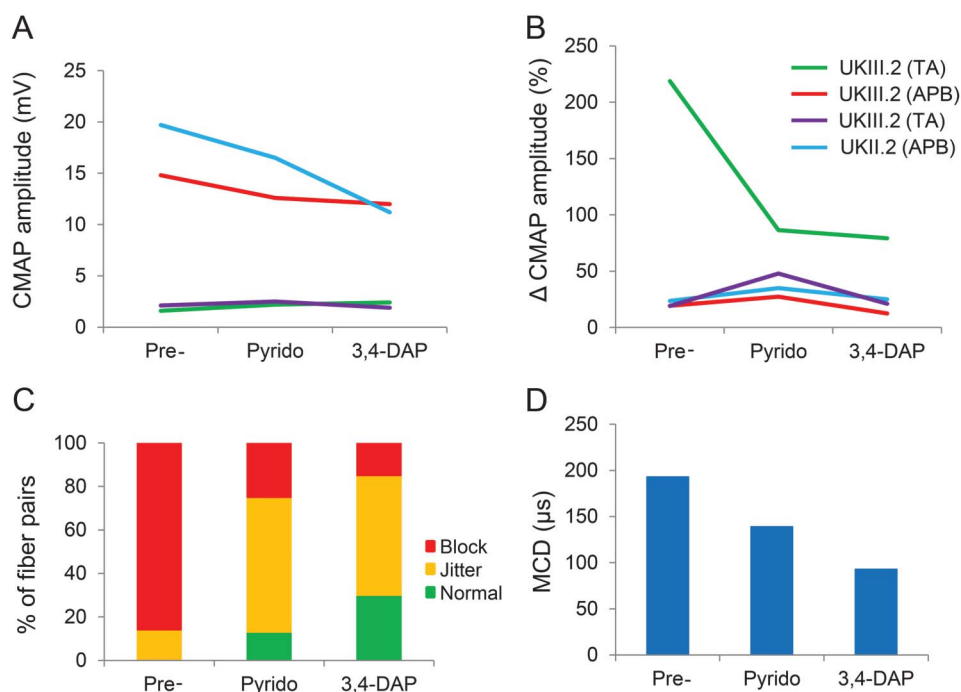 A
CMAP amplitude (mV)
25
20
15
10
5
0
Pre-
Pyrido
3,4-DAP
B
Δ CMAP amplitude (%)
250
200
150
100
50
0
UKIII.2 (TA)
UKIII.2 (APB)
UKIII.2 (TA)
UKII.2 (APB)
Pre-
Pyrido
3,4-DAP
C
% of fiber pairs
100
80
60
40
20
0
Block
Jitter
Normal
Pre-
Pyrido
3,4-DAP
D
MCD (μs)
250
200
150
100
50
0
Pre-
Pyrido
3,4-DAP